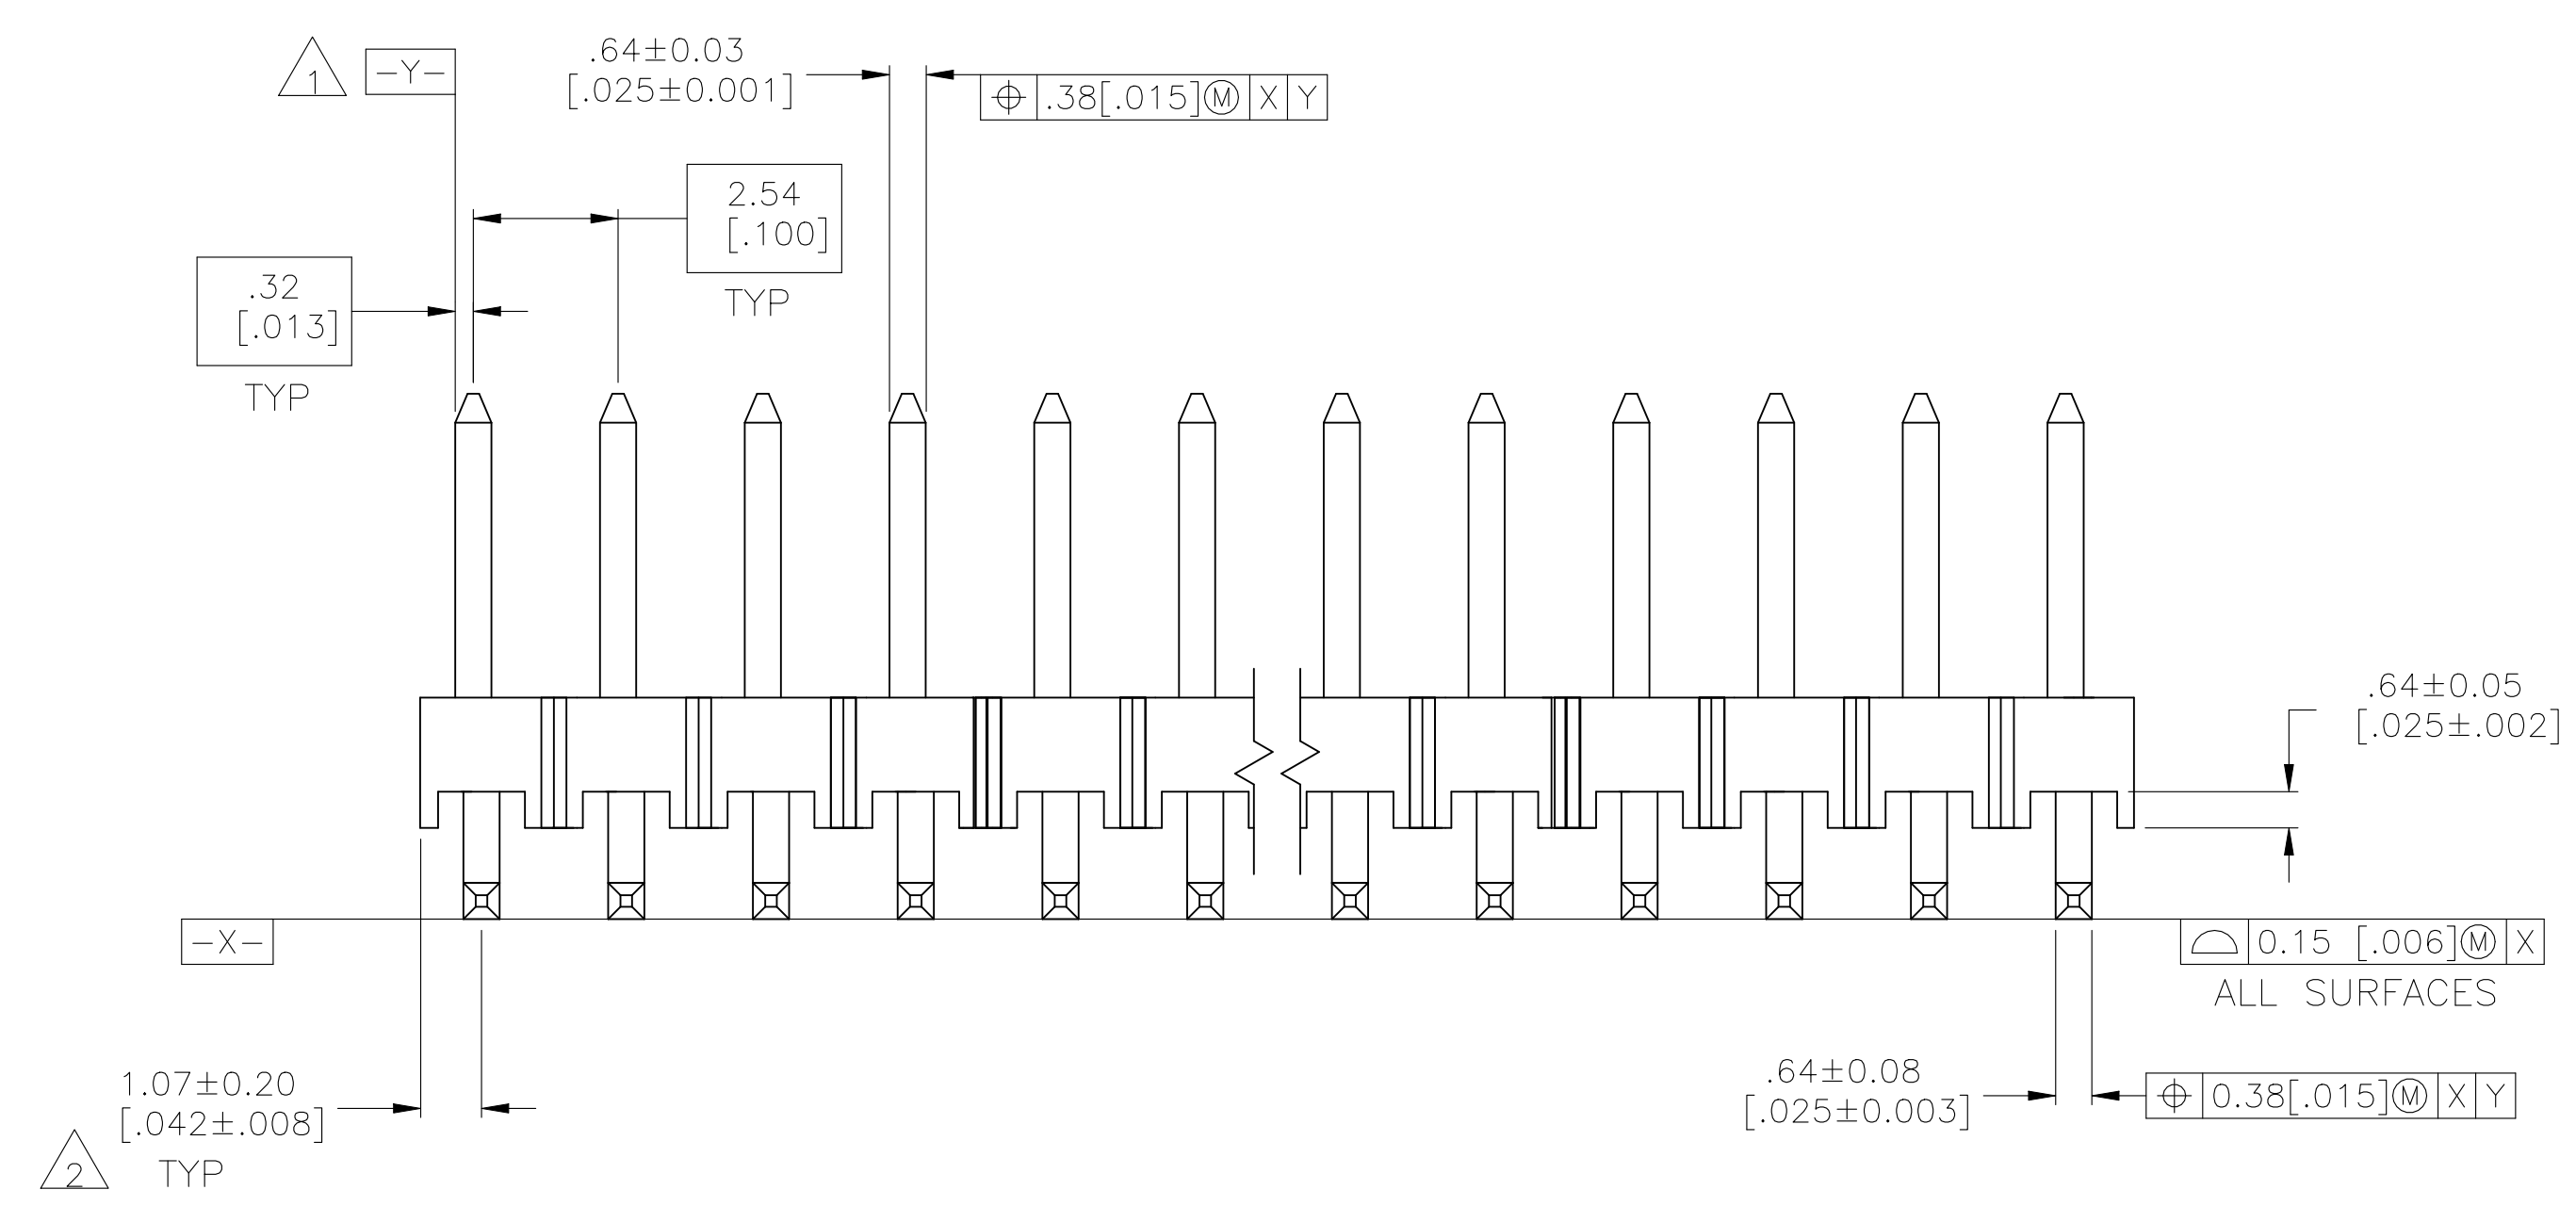 1
-Y-
.64±0.03
[.025±0.001]
⌖ .38[.015]Ⓜ X Y
2.54
[.100]
TYP
.32
[.013]
TYP
.64±0.05
[.025±.002]
-X-
⌓ 0.15 [.006]Ⓜ X
ALL SURFACES
1.07±0.20
[.042±.008]
2
TYP
.64±0.08
[.025±0.003]
⌖ 0.38[.015]Ⓜ X Y